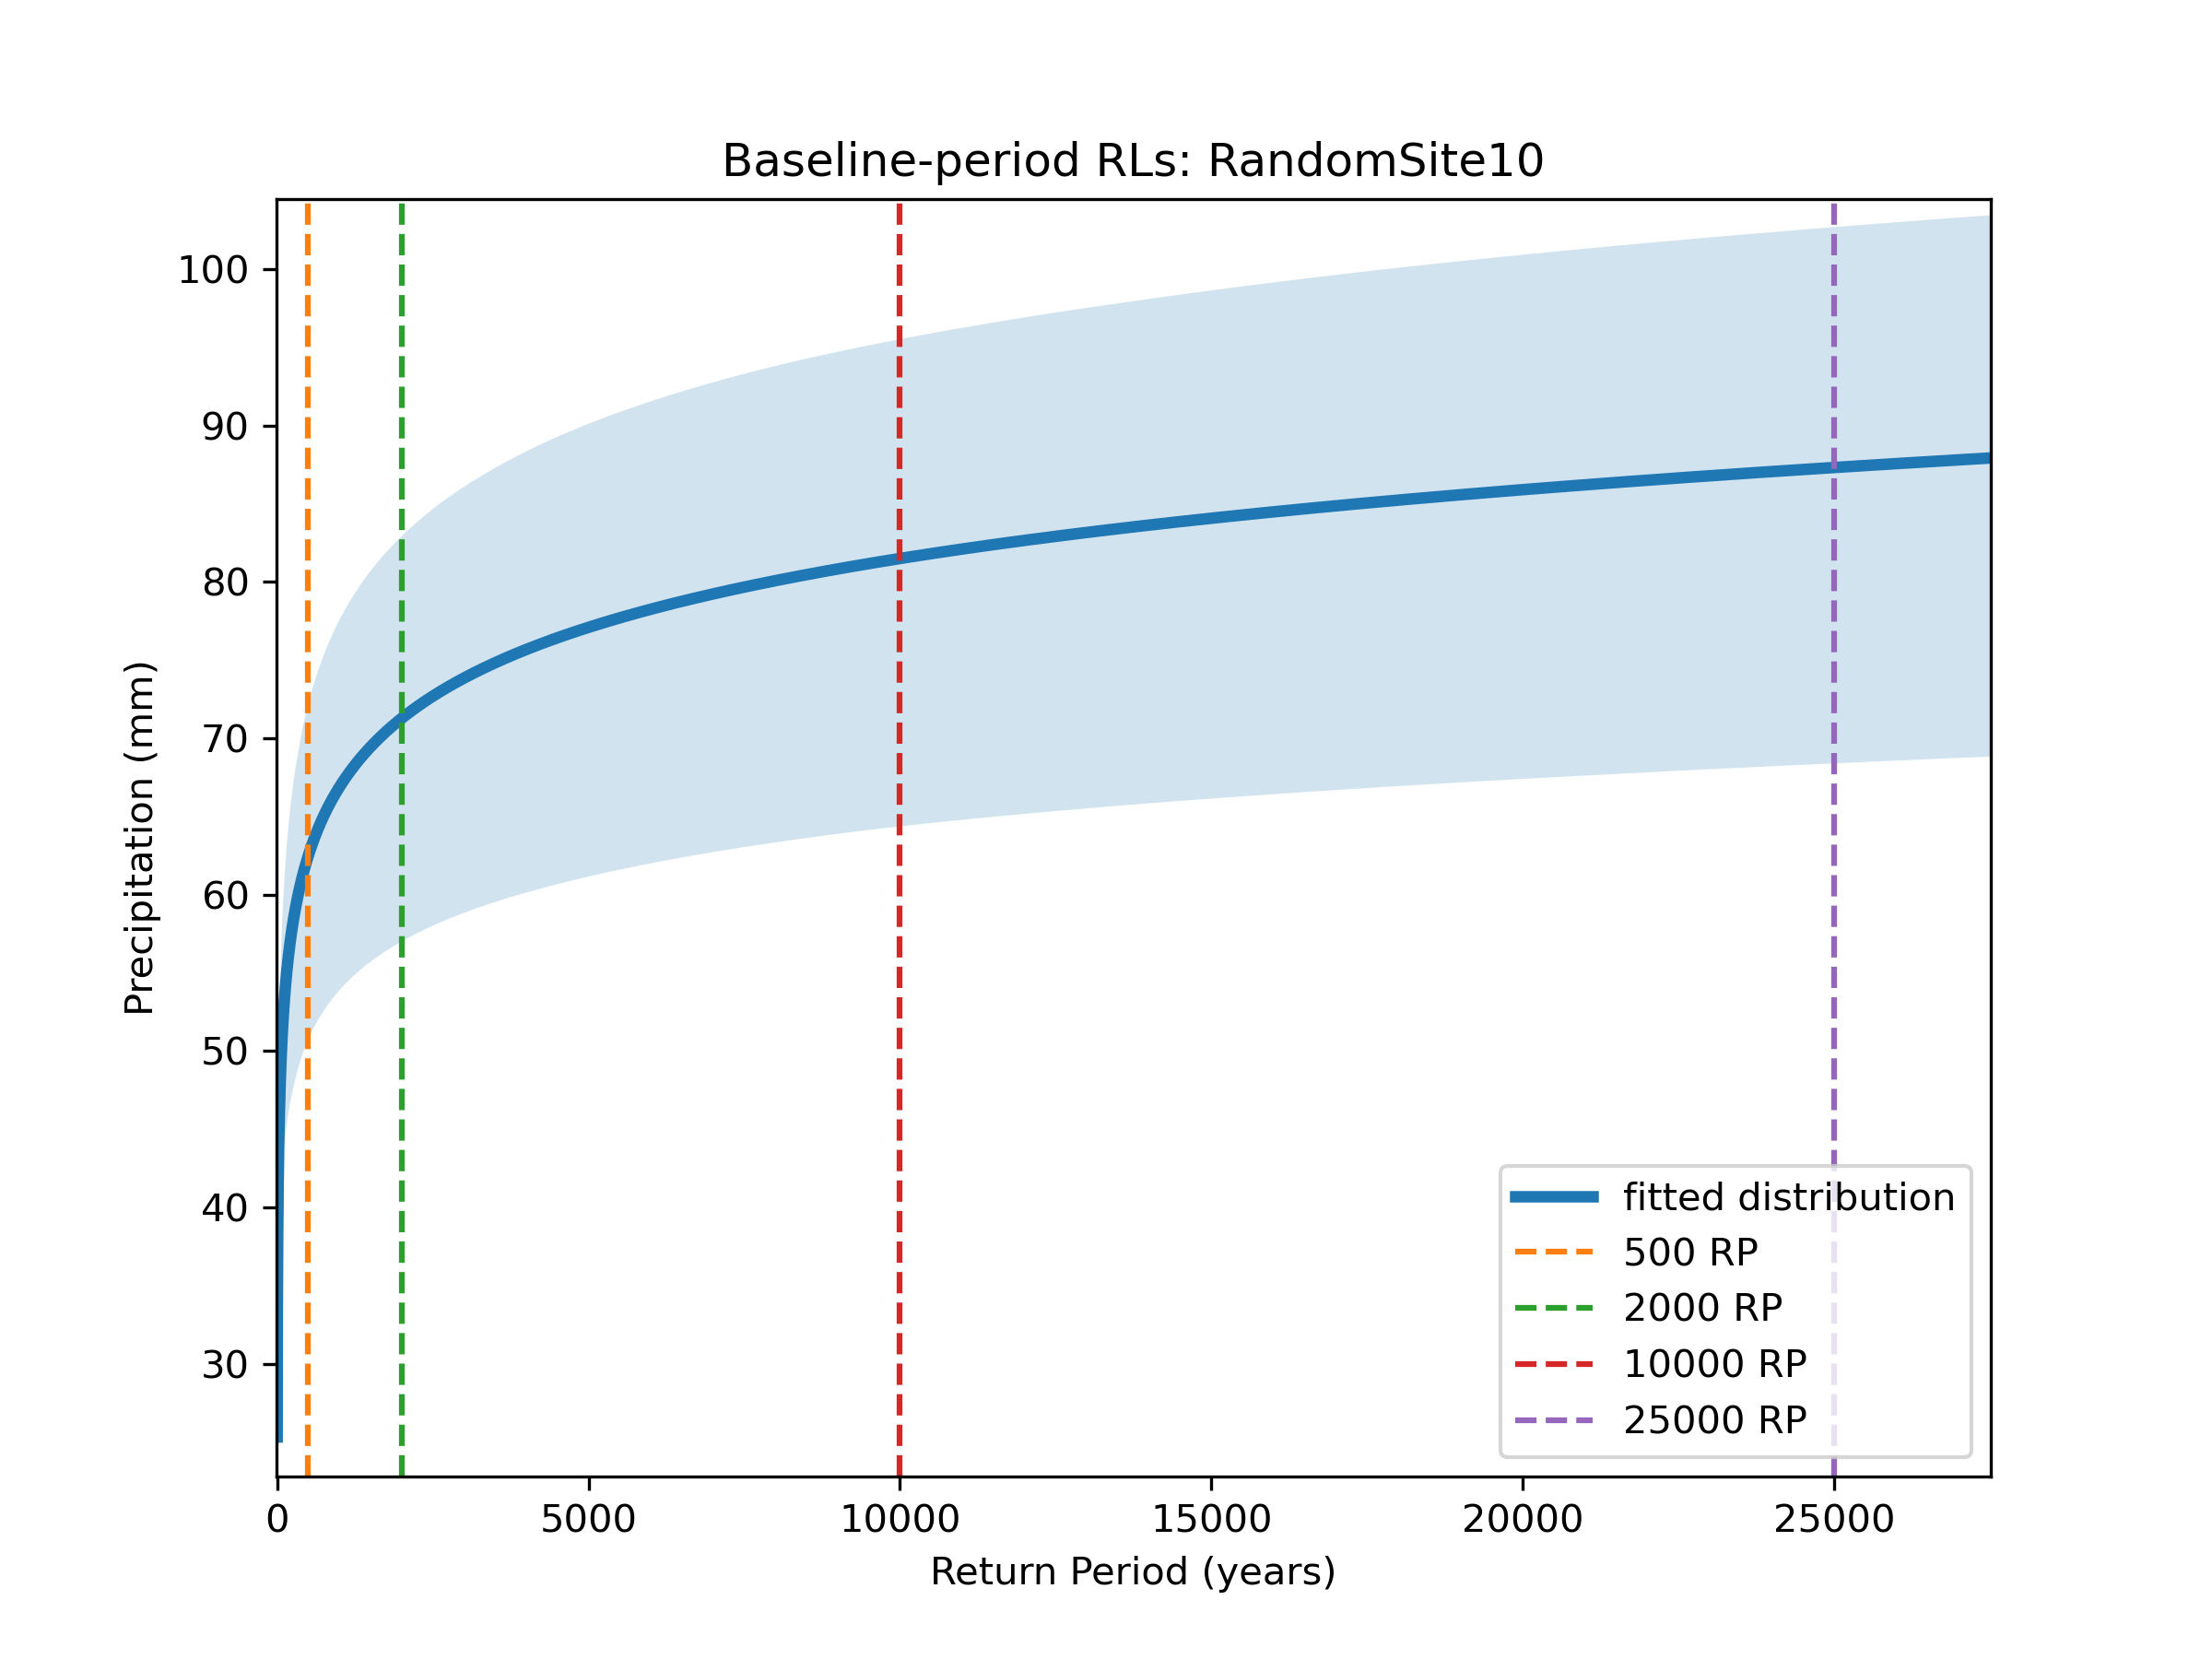 Baseline-period RLs: RandomSite10
100
90
80
70
60
50
40
30
Precipitation (mm)
fitted distribution
500 RP
2000 RP
10000 RP
25000 RP
0 5000 10000 15000 20000 25000
Return Period (years)